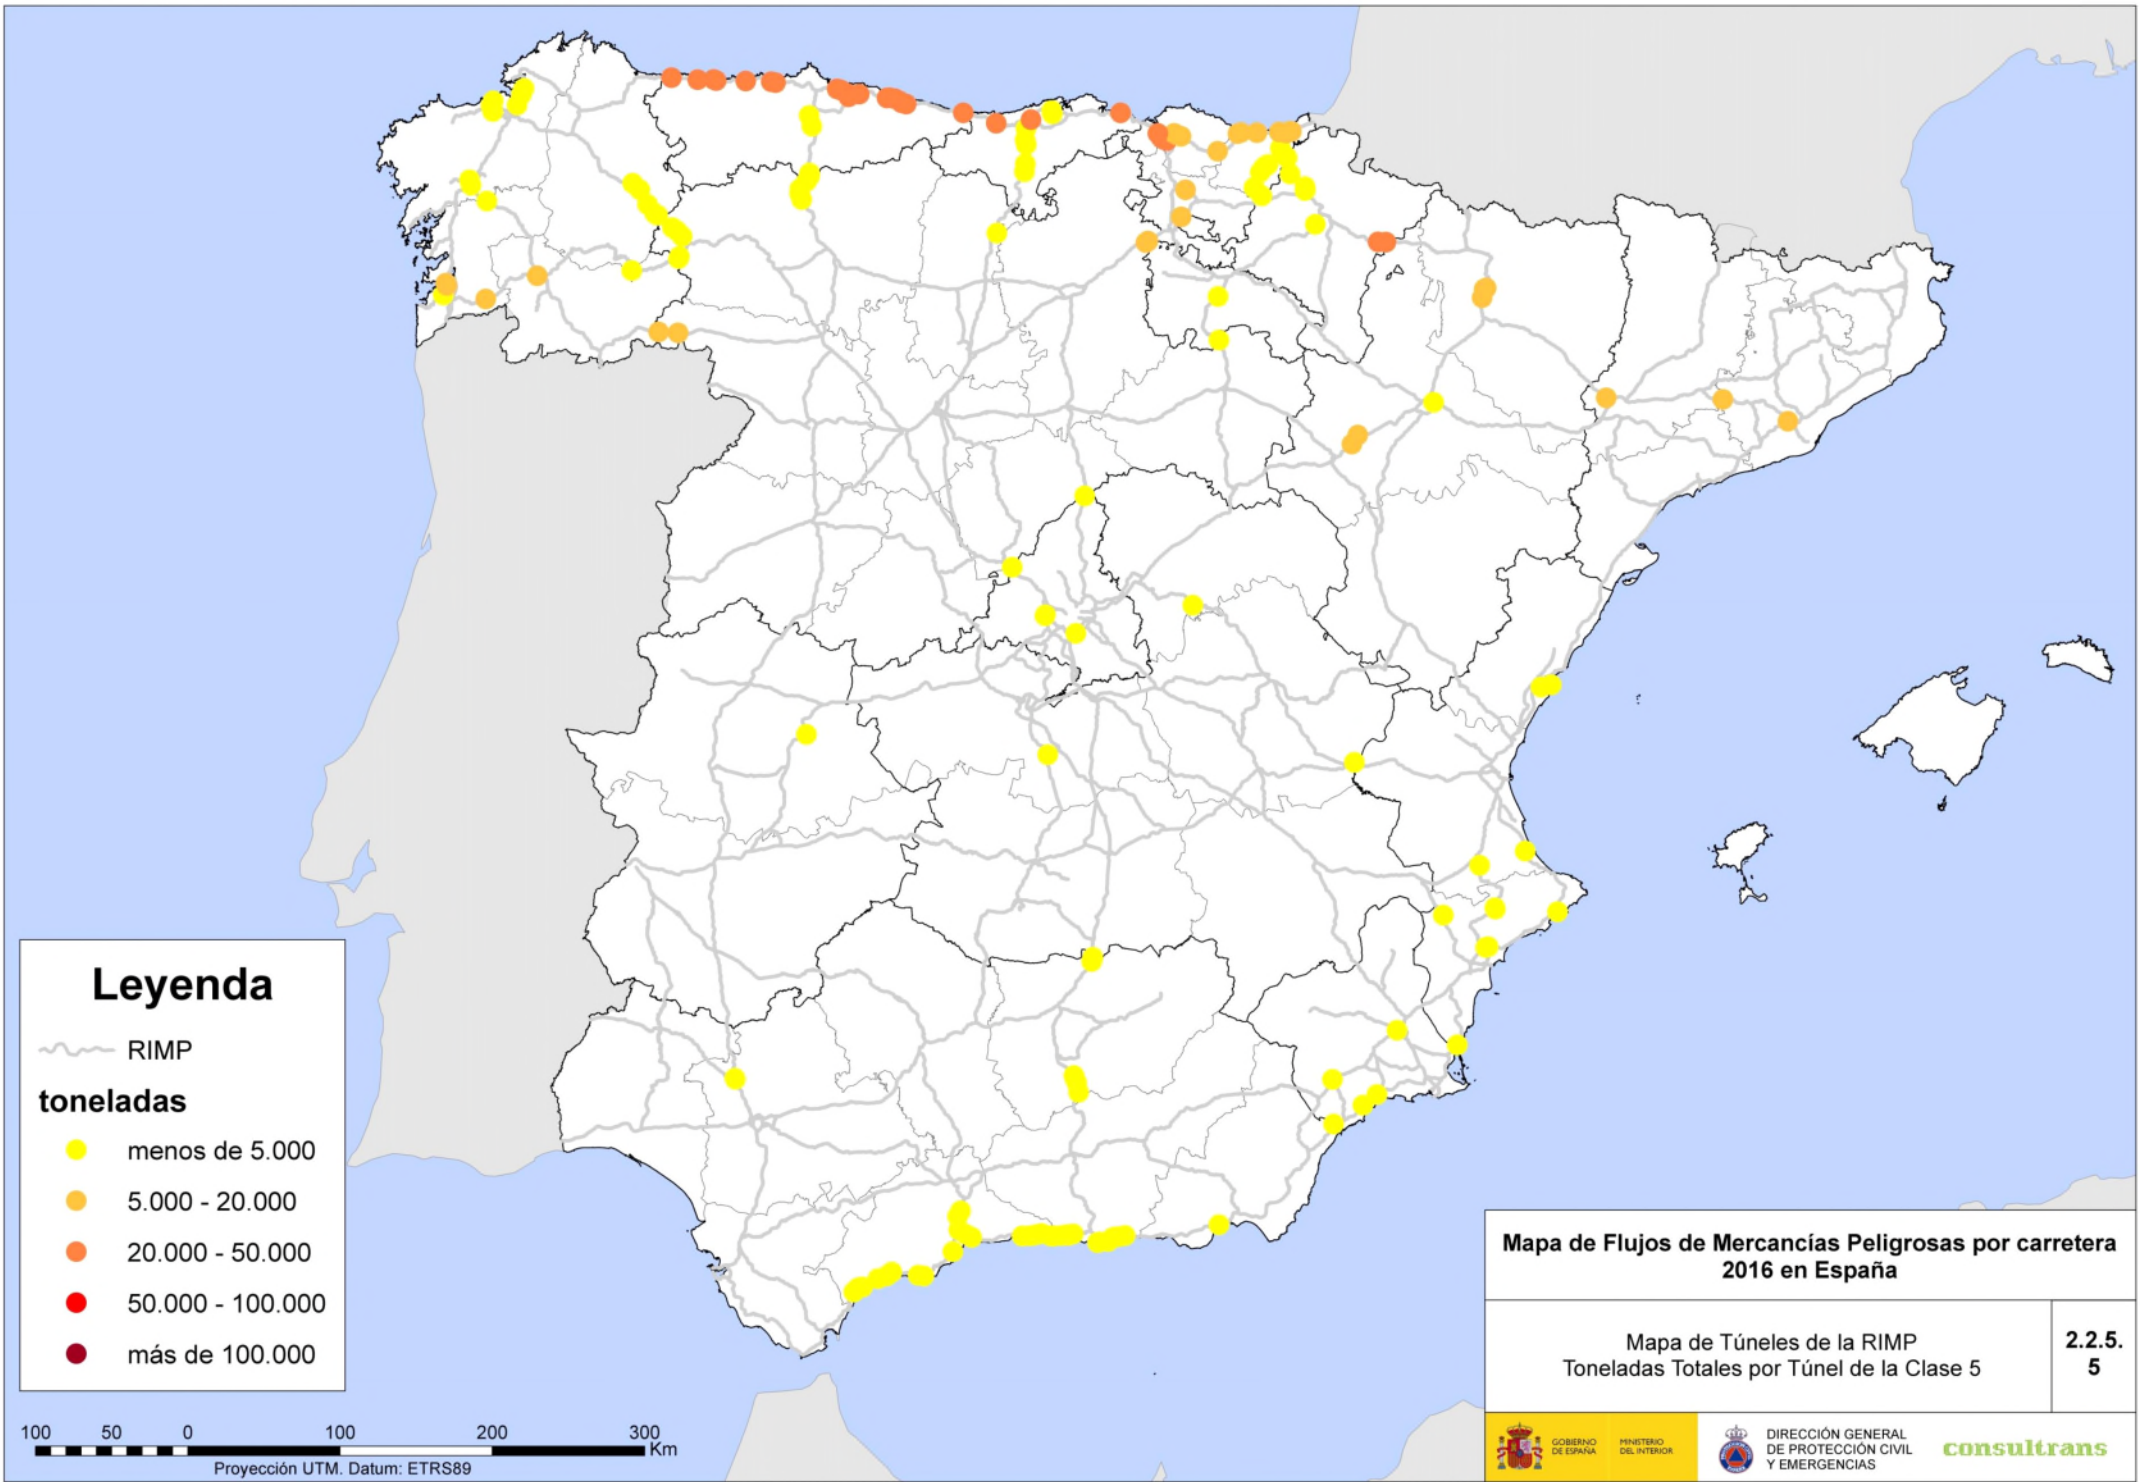 Leyenda
RIMP
toneladas
menos de 5.000
5.000 - 20.000
20.000 - 50.000
50.000 - 100.000
más de 100.000
100 50 0 100 200 300
Km
Proyección UTM. Datum: ETRS89
Mapa de Flujos de Mercancías Peligrosas por carretera
2016 en España
Mapa de Túneles de la RIMP
Toneladas Totales por Túnel de la Clase 5
2.2.5.
5
GOBIERNO
DE ESPAÑA
MINISTERIO
DEL INTERIOR
DIRECCIÓN GENERAL
DE PROTECCIÓN CIVIL
Y EMERGENCIAS
consultrans